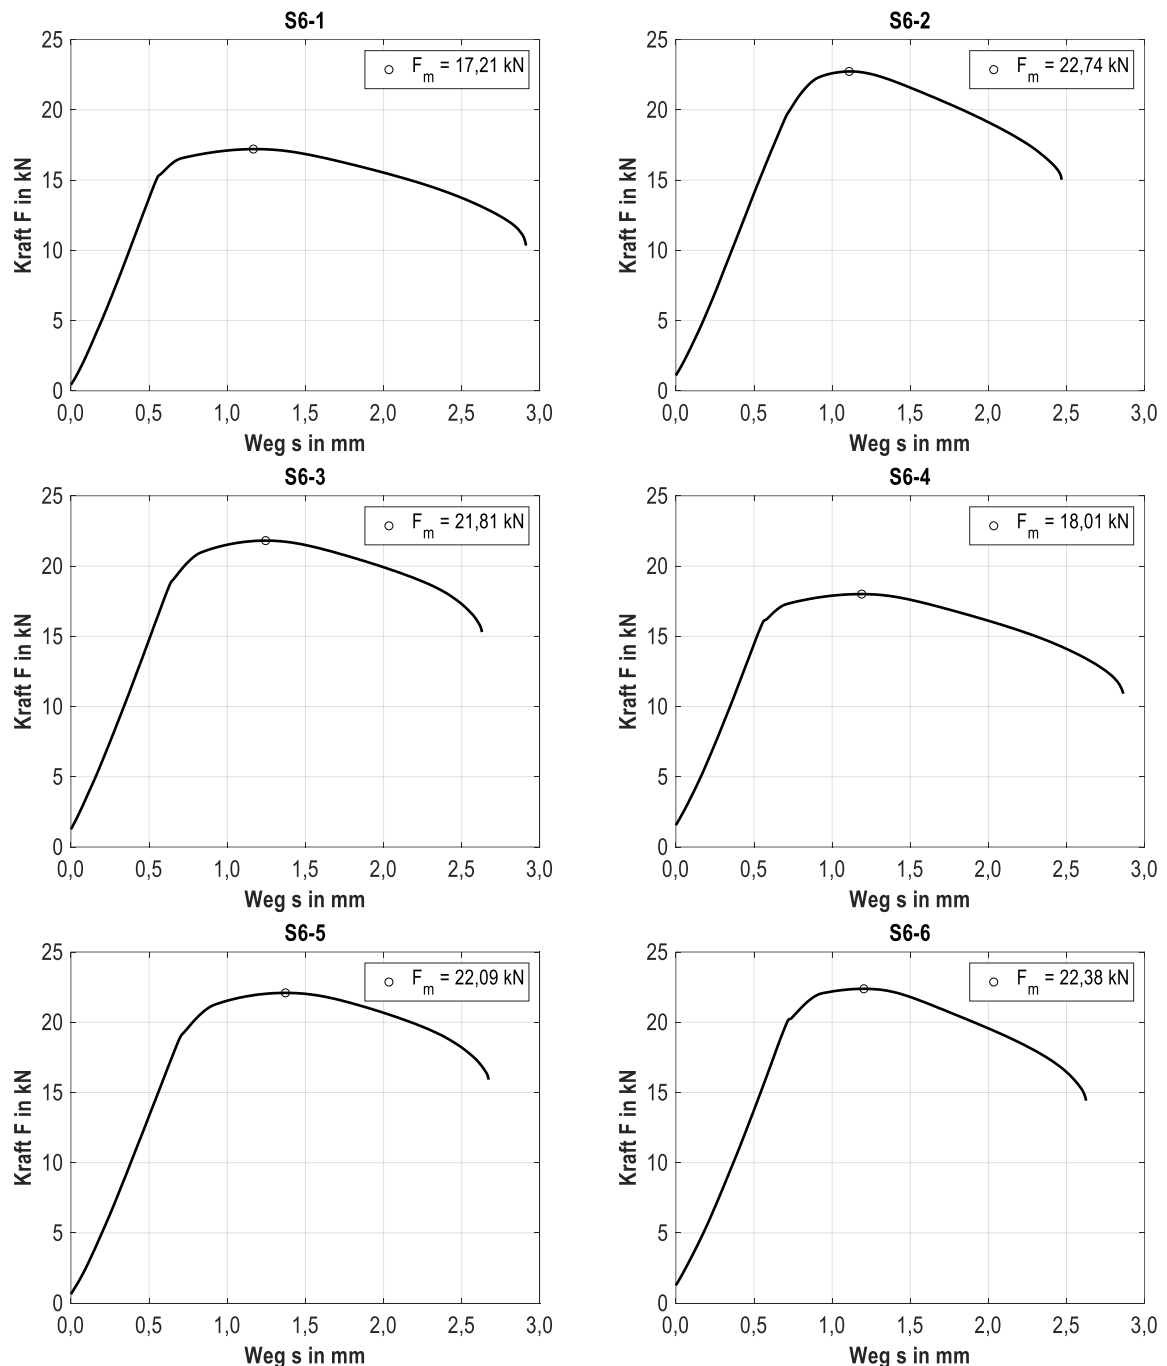 S6-1
F_m = 17,21 kN
25
20
15
10
5
0
Kraft F in kN
0,0 0,5 1,0 1,5 2,0 2,5 3,0
Weg s in mm
S6-2
F_m = 22,74 kN
25
20
15
10
5
0
Kraft F in kN
0,0 0,5 1,0 1,5 2,0 2,5 3,0
Weg s in mm
S6-3
F_m = 21,81 kN
25
20
15
10
5
0
Kraft F in kN
0,0 0,5 1,0 1,5 2,0 2,5 3,0
Weg s in mm
S6-4
F_m = 18,01 kN
25
20
15
10
5
0
Kraft F in kN
0,0 0,5 1,0 1,5 2,0 2,5 3,0
Weg s in mm
S6-5
F_m = 22,09 kN
25
20
15
10
5
0
Kraft F in kN
0,0 0,5 1,0 1,5 2,0 2,5 3,0
Weg s in mm
S6-6
F_m = 22,38 kN
25
20
15
10
5
0
Kraft F in kN
0,0 0,5 1,0 1,5 2,0 2,5 3,0
Weg s in mm